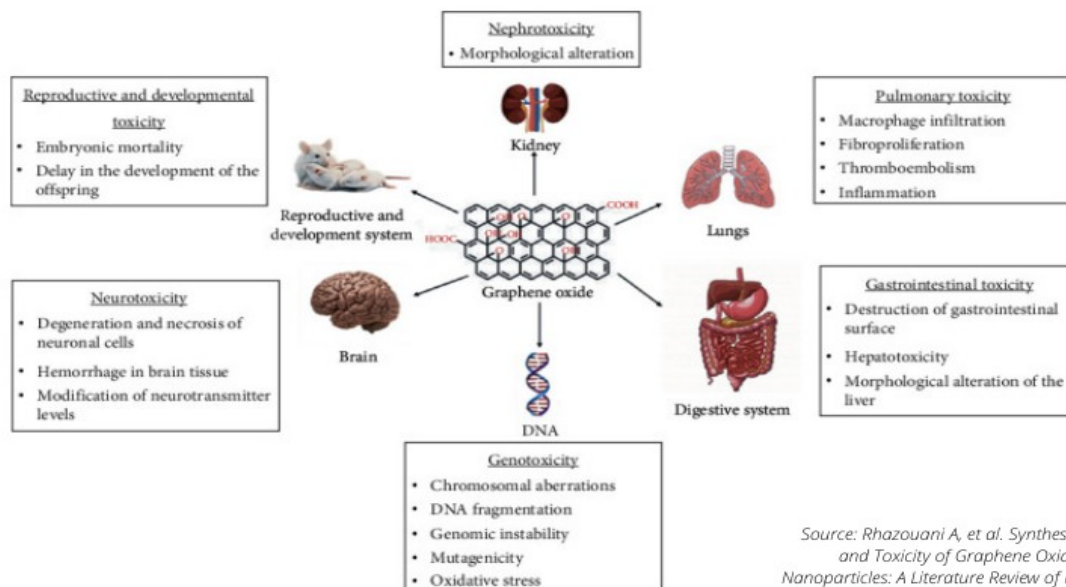 Nephrotoxicity
• Morphological alteration
Kidney
Reproductive and developmental
toxicity
• Embryonic mortality
• Delay in the development of the
offspring
Reproductive and
development system
Pulmonary toxicity
• Macrophage infiltration
• Fibroproliferation
• Thromboembolism
• Inflammation
Lungs
COOH
HOOC
OH
O
O
OH
OH
O
OH
O
Graphene oxide
Neurotoxicity
• Degeneration and necrosis of
neuronal cells
• Hemorrhage in brain tissue
• Modification of neurotransmitter
levels
Brain
Gastrointestinal toxicity
• Destruction of gastrointestinal
surface
• Hepatotoxicity
• Morphological alteration of the
liver
Digestive system
DNA
Genotoxicity
• Chromosomal aberrations
• DNA fragmentation
• Genomic instability
• Mutagenicity
• Oxidative stress
Source: Rhazouani A, et al.
and Toxicity of Graphene
Nanoparticles: A Literature Review of